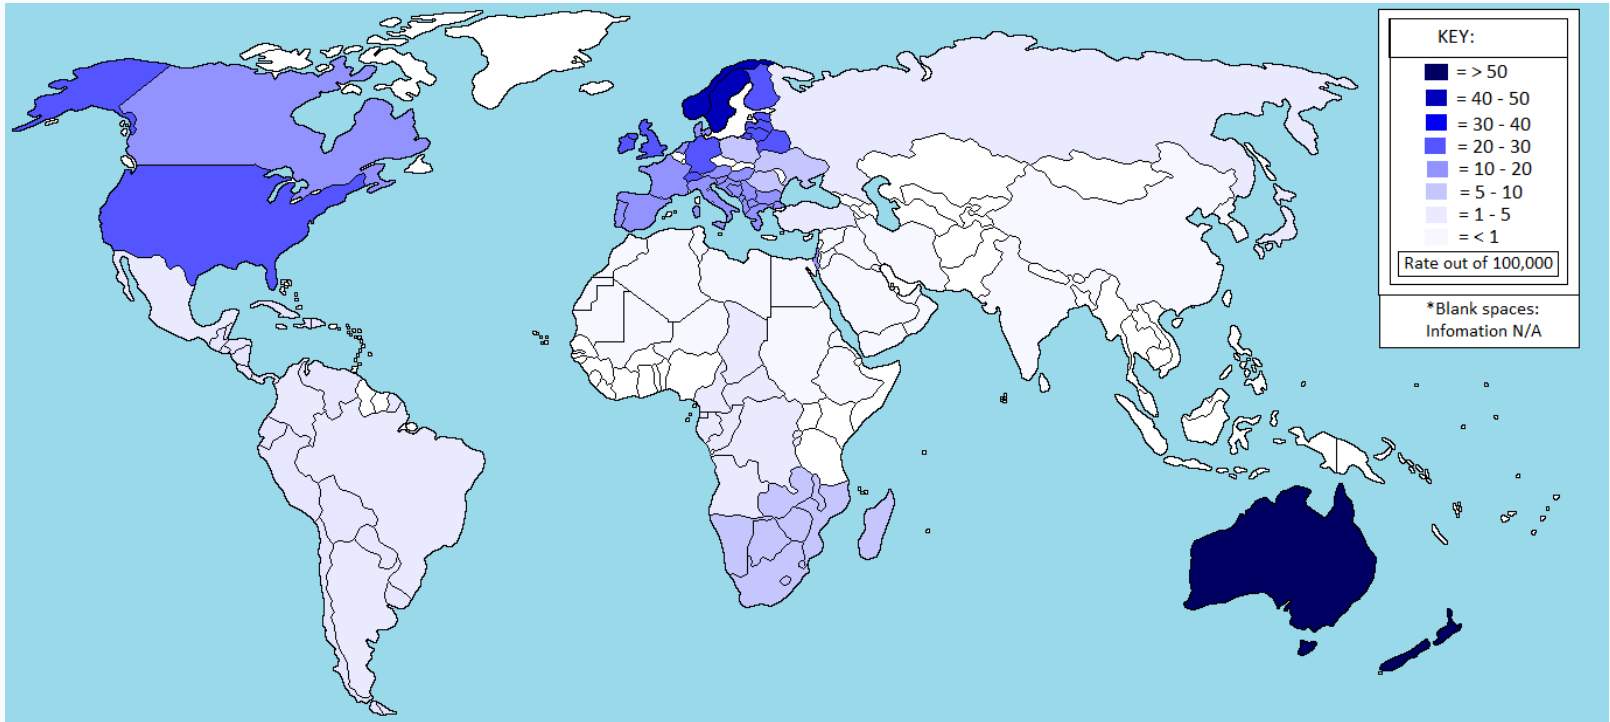 KEY:
= > 50
= 40 - 50
= 30 - 40
= 20 - 30
= 10 - 20
= 5 - 10
= 1 - 5
= < 1
Rate out of 100,000
*Blank spaces:
Infomation N/A